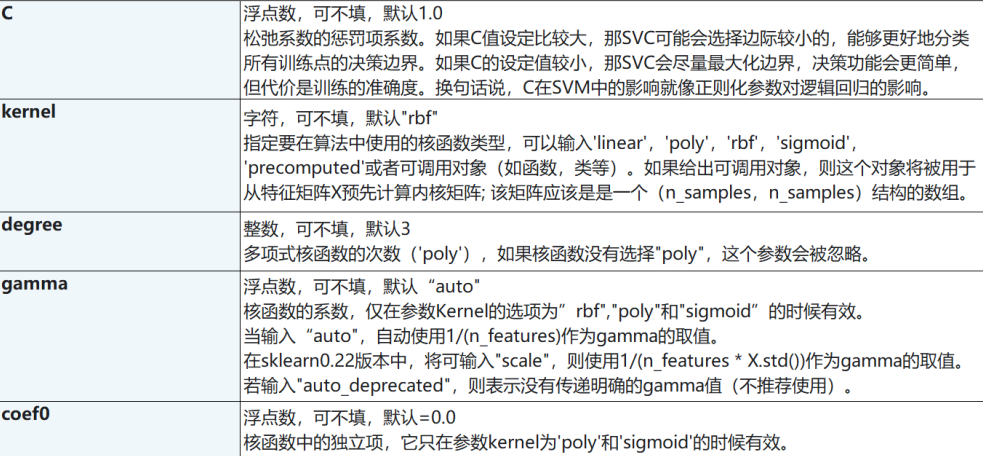 C
浮点数，可不填，默认1.0
松弛系数的惩罚项系数。如果C值设定比较大，那SVC可能会选择边际较小的，能够更好地分类
所有训练点的决策边界。如果C的设定值较小，那SVC会尽量最大化边界，决策功能会更简单，
但代价是训练的准确度。换句话说，C在SVM中的影响就像正则化参数对逻辑回归的影响。
kernel
字符，可不填，默认"rbf"
指定要在算法中使用的核函数类型，可以输入'linear'，'poly'，'rbf'，'sigmoid'，
'precomputed'或者可调用对象（如函数，类等）。如果给出可调用对象，则这个对象将被用于
从特征矩阵X预先计算内核矩阵; 该矩阵应该是是一个（n_samples，n_samples）结构的数组。
degree
整数，可不填，默认3
多项式核函数的次数（'poly'），如果核函数没有选择"poly"，这个参数会被忽略。
gamma
浮点数，可不填，默认“auto"
核函数的系数，仅在参数Kernel的选项为”rbf","poly"和"sigmoid”的时候有效。
当输入“auto"，自动使用1/(n_features)作为gamma的取值。
在sklearn0.22版本中，将可输入"scale"，则使用1/(n_features * X.std())作为gamma的取值。
若输入"auto_deprecated"，则表示没有传递明确的gamma值（不推荐使用）。
coef0
浮点数，可不填，默认=0.0
核函数中的独立项，它只在参数kernel为'poly'和'sigmoid'的时候有效。